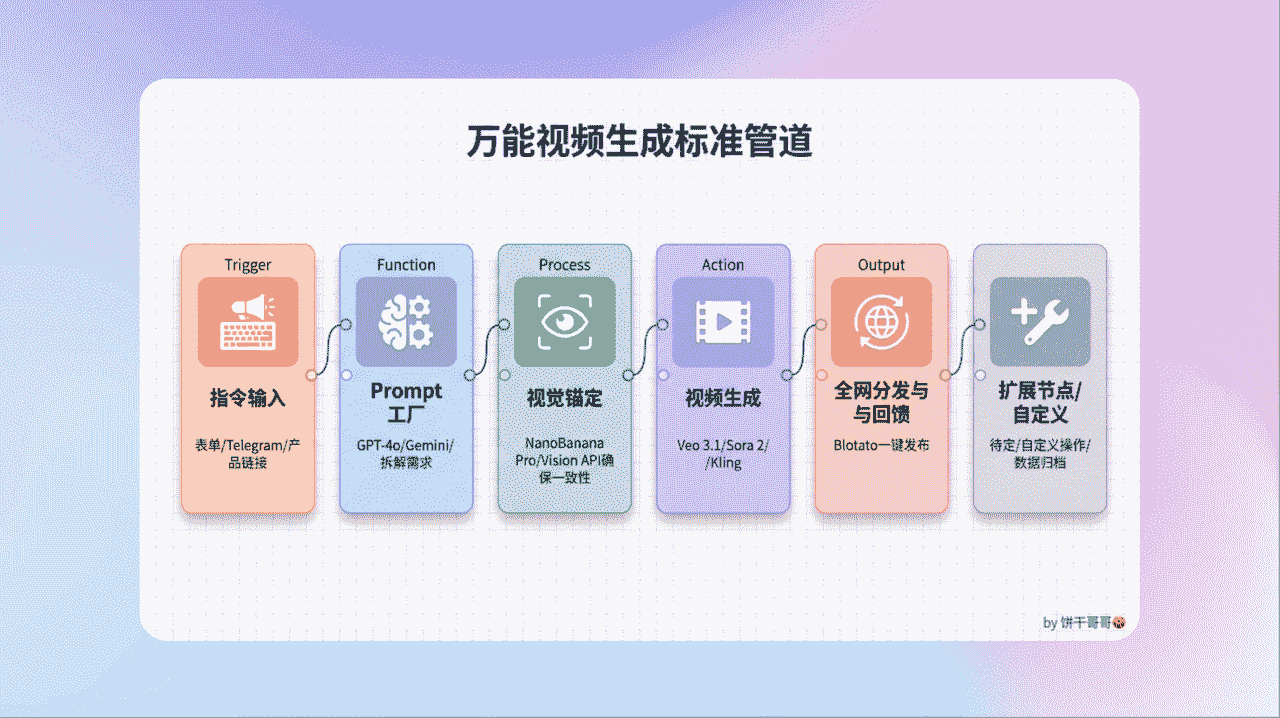 万能视频生成标准管道
Trigger
指令输入
表单/Telegram/产
品链接
Function
Prompt
工厂
GPT-4o/Gemini/
拆解需求
Process
视觉锚定
NanoBanana
Pro/Vision API确
保一致性
Action
视频生成
Veo 3.1/Sora 2/
/Kling
Output
全网分发与
与回馈
Blotato一键发布
扩展节点/
自定义
待定/自定义操作/
数据归档
by 饼干哥哥